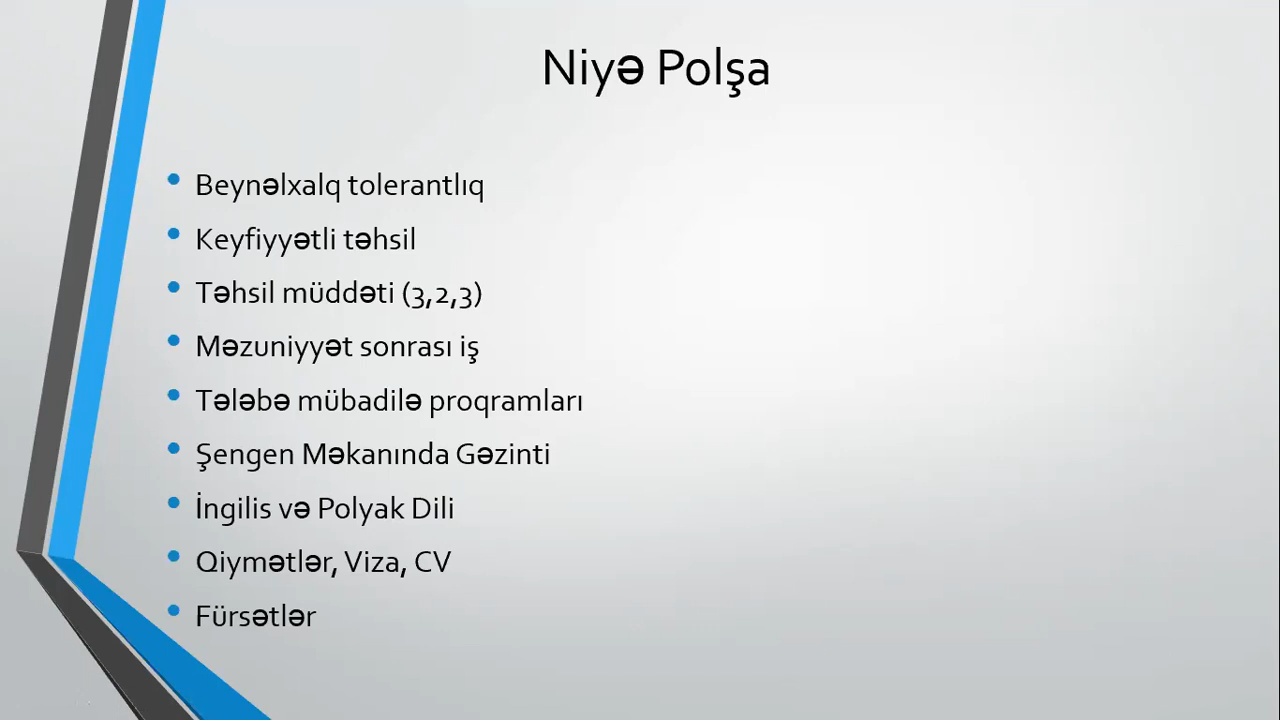 Niyə Polşa
Beynəlxalq tolerantlıq
Keyfiyyətli təhsil
Təhsil müddəti (3,2,3)
Məzuniyyət sonrası iş
Tələbə mübadilə proqramları
Şengen Məkanında Gəzinti
İngilis və Polyak Dili
Qiymətlər, Viza, CV
Fürsətlər